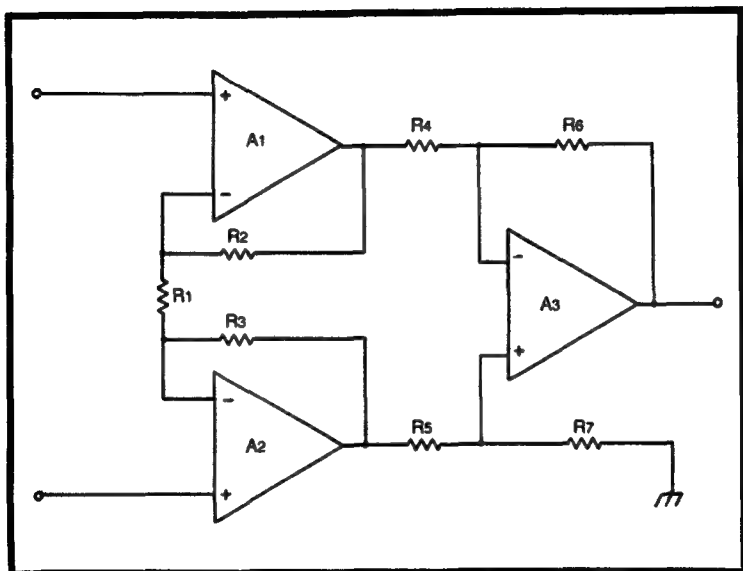 +
A1
-
R4
R6
R2
R1
R3
-
A3
+
-
A2
+
R5
R7